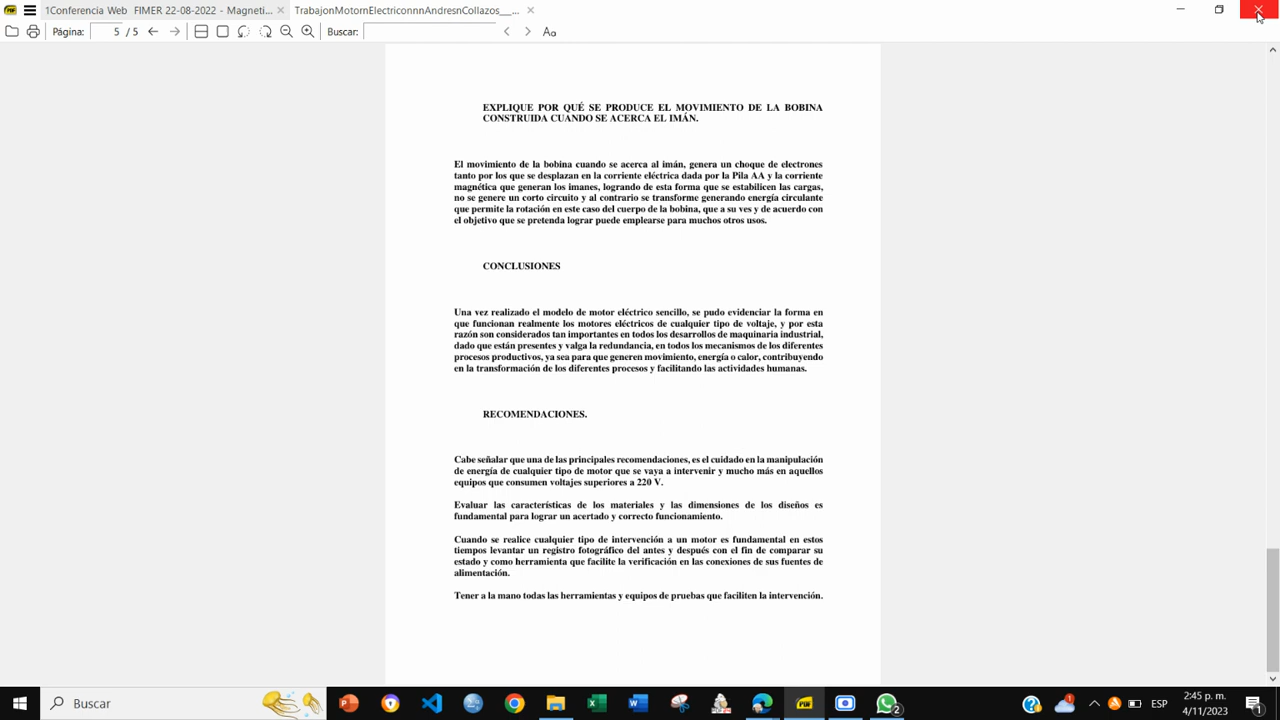 1Conferencia Web FIMER 22-08-2022 - Magneti...
TrabajonMotornElectriconnnAndresnCollazos__...
Página:
5 / 5
Buscar:
EXPLIQUE POR QUÉ SE PRODUCE EL MOVIMIENTO DE LA BOBINA
CONSTRUIDA CUANDO SE ACERCA EL IMÁN.
El movimiento de la bobina cuando se acerca al imán, genera un choque de electrones
tanto por los que se desplazan en la corriente eléctrica dada por la Pila AA y la corriente
magnética que generan los imanes, logrando de esta forma que se estabilicen las cargas,
no se genere un corto circuito y al contrario se transforme generando energía circulante
que permite la rotación en este caso del cuerpo de la bobina, que a su ves y de acuerdo con
el objetivo que se pretenda lograr puede emplearse para muchos otros usos.
CONCLUSIONES
Una vez realizado el modelo de motor eléctrico sencillo, se pudo evidenciar la forma en
que funcionan realmente los motores eléctricos de cualquier tipo de voltaje, y por esta
razón son considerados tan importantes en todos los desarrollos de maquinaria industrial,
dado que están presentes y valga la redundancia, en todos los mecanismos de los diferentes
procesos productivos, ya sea para que generen movimiento, energía o calor, contribuyendo
en la transformación de los diferentes procesos y facilitando las actividades humanas.
RECOMENDACIONES.
Cabe señalar que una de las principales recomendaciones, es el cuidado en la manipulación
de energía de cualquier tipo de motor que se vaya a intervenir y mucho más en aquellos
equipos que consumen voltajes superiores a 220 V.
Evaluar las características de los materiales y las dimensiones de los diseños es
fundamental para lograr un acertado y correcto funcionamiento.
Cuando se realice cualquier tipo de intervención a un motor es fundamental en estos
tiempos levantar un registro fotográfico del antes y después con el fin de comparar su
estado y como herramienta que facilite la verificación en las conexiones de sus fuentes de
alimentación.
Tener a la mano todas las herramientas y equipos de pruebas que faciliten la intervención.
Buscar
ESP
2:45 p. m.
4/11/2023